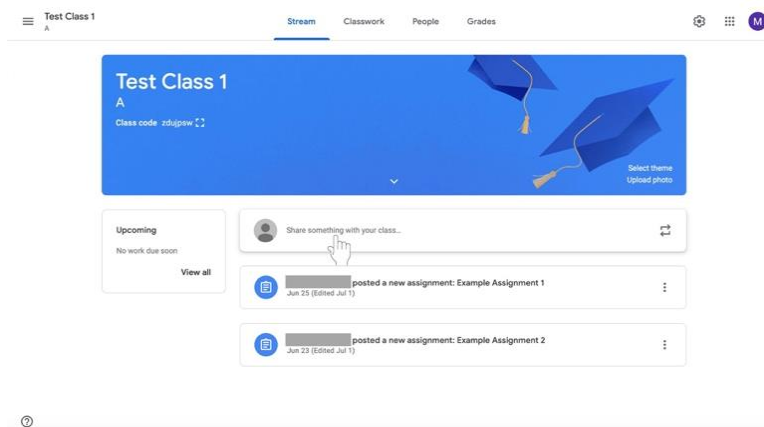 Test Class 1
A
Stream Classwork People Grades
M
Test Class 1
A
Class code zdujpsw
Select theme
Upload photo
Upcoming
No work due soon
View all
Share something with your class...
posted a new assignment: Example Assignment 1
Jun 25 (Edited Jul 1)
posted a new assignment: Example Assignment 2
Jun 23 (Edited Jul 1)